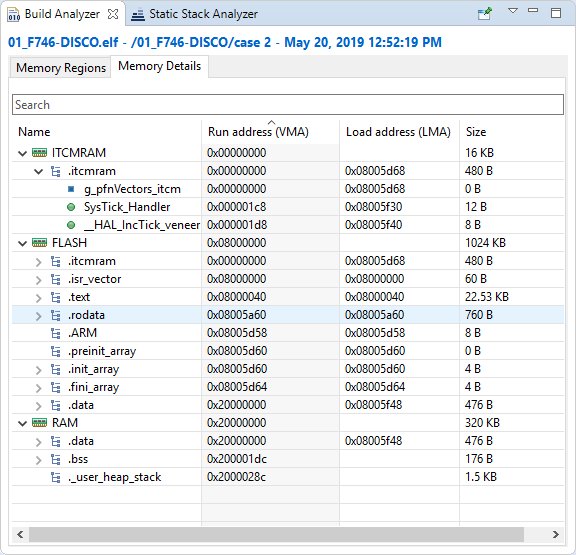 Build Analyzer Static Stack Analyzer
01_F746-DISCO.elf - /01_F746-DISCO/case 2 - May 20, 2019 12:52:19 PM
Memory Regions Memory Details
Search
Name Run address (VMA) Load address (LMA) Size
ITCMRAM 0x00000000 16 KB
.itcmram 0x00000000 0x08005d68 480 B
g_pfnVectors_itcm 0x00000000 0x08005d68 0 B
SysTick_Handler 0x000001c8 0x08005f30 12 B
__HAL_IncTick_veneer 0x000001d8 0x08005f40 8 B
FLASH 0x08000000 1024 KB
.itcmram 0x00000000 0x08005d68 480 B
.isr_vector 0x08000000 0x08000000 60 B
.text 0x08000040 0x08000040 22.53 KB
.rodata 0x08005a60 0x08005a60 760 B
.ARM 0x08005d58 0x08005d58 8 B
.preinit_array 0x08005d60 0x08005d60 0 B
.init_array 0x08005d60 0x08005d60 4 B
.fini_array 0x08005d64 0x08005d64 4 B
.data 0x20000000 0x08005f48 476 B
RAM 0x20000000 320 KB
.data 0x20000000 0x08005f48 476 B
.bss 0x200001dc 176 B
._user_heap_stack 0x2000028c 1.5 KB